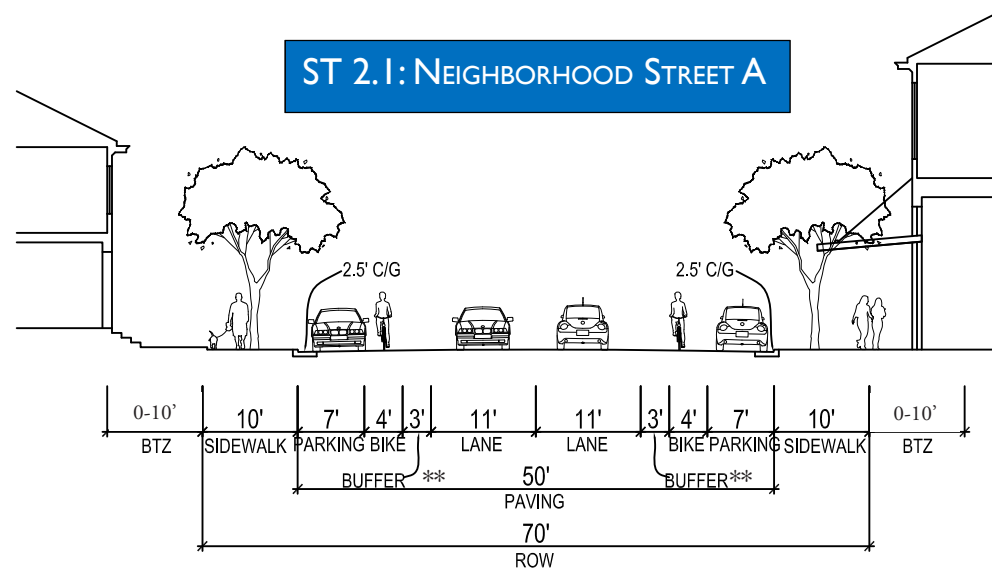 ST 2.1: NEIGHBORHOOD STREET A
2.5' C/G 2.5' C/G
0-10’ 10' 7' 4' 3' 11' 11' 3' 4' 7' 10' 0-10’
BTZ SIDEWALK PARKING BIKE LANE LANE BIKE PARKING SIDEWALK BTZ
BUFFER ** 50' BUFFER**
PAVING
70'
ROW